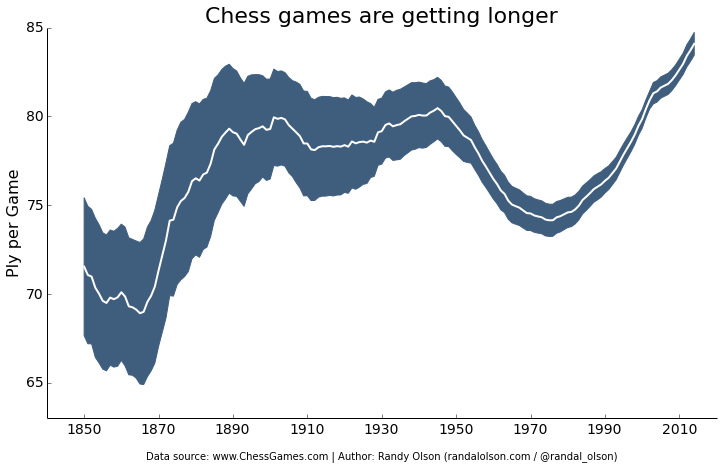 Chess games are getting longer
Ply per Game
85
80
75
70
65
1850 1870 1890 1910 1930 1950 1970 1990 2010
Data source: www.ChessGames.com | Author: Randy Olson (randalolson.com / @randal_olson)